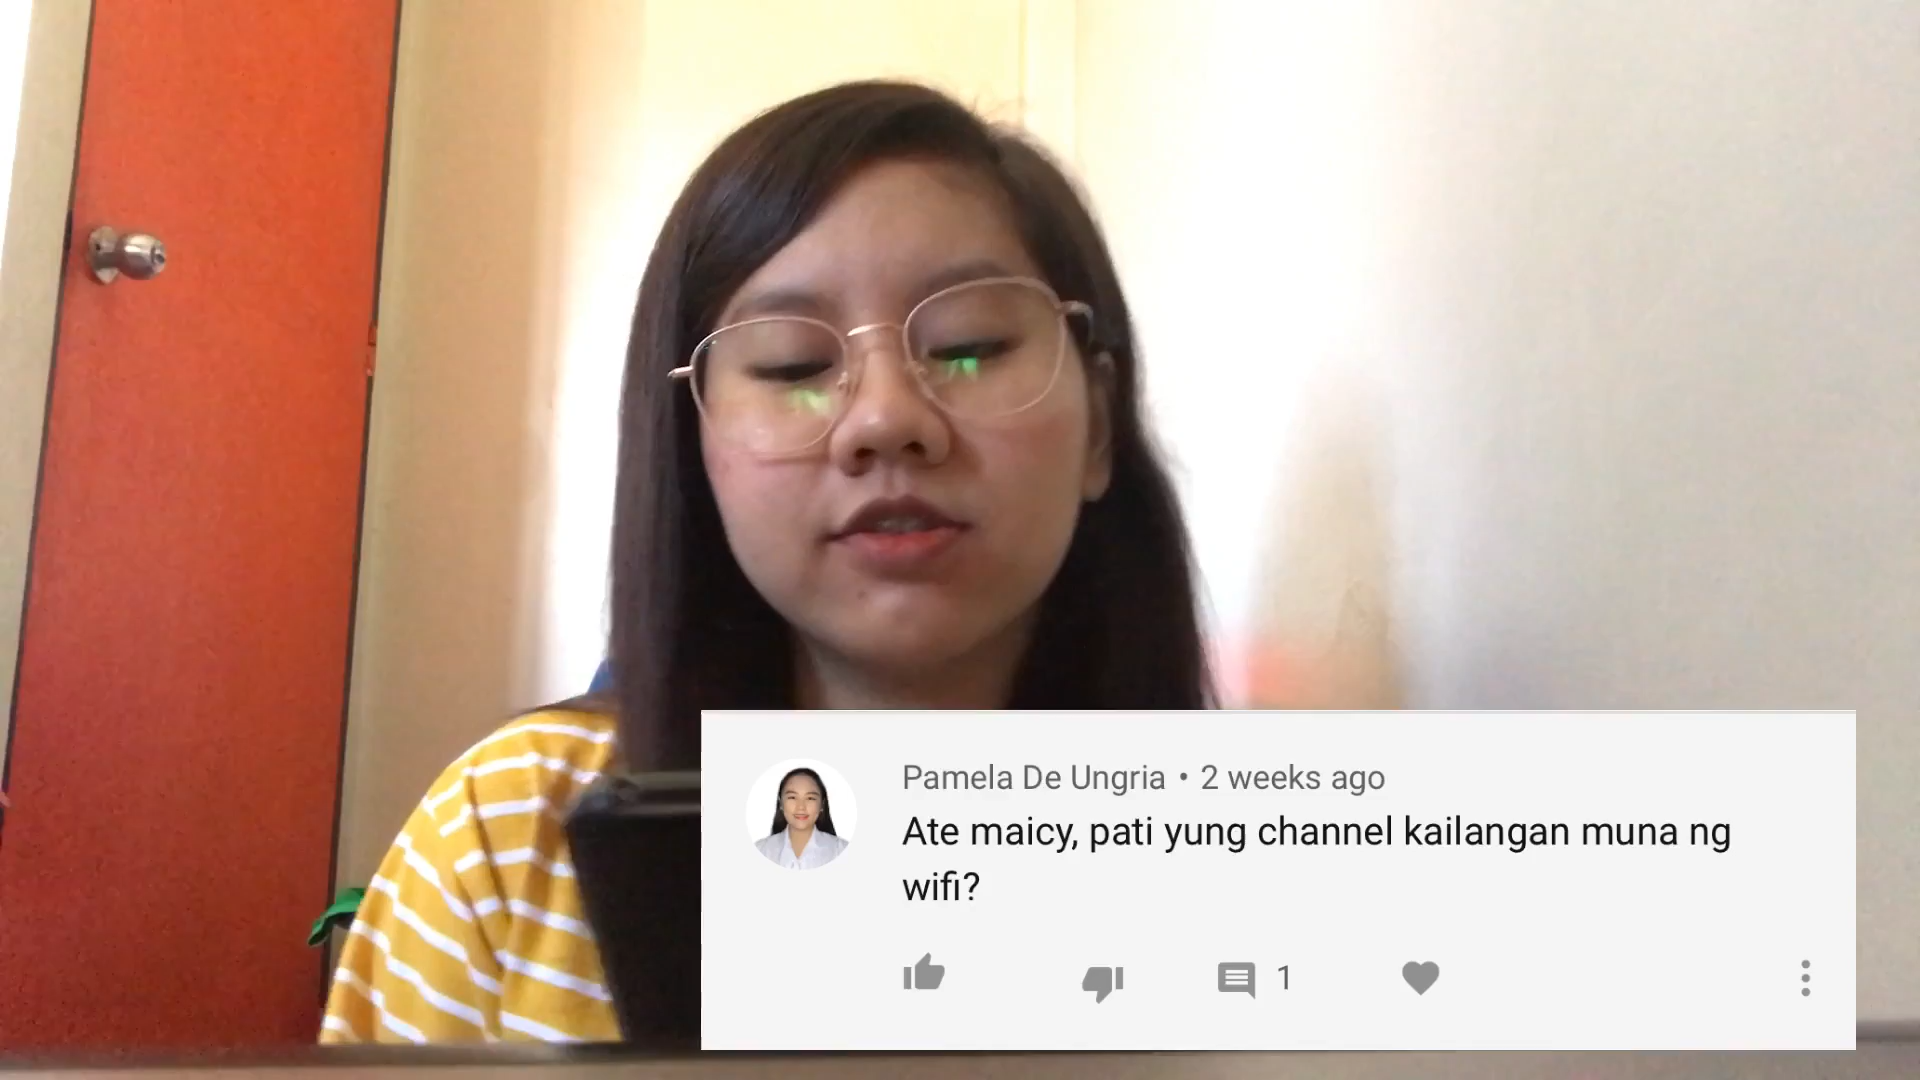 Pamela De Ungria • 2 weeks ago
Ate maicy, pati yung channel kailangan muna ng
wifi?
1